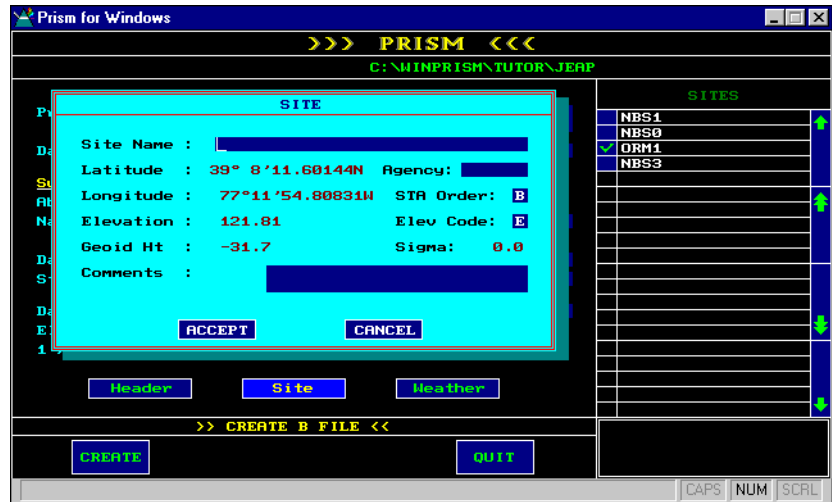 Prism for Windows
>>> PRISM <<<
C:\WINPRISM\TUTOR\JEAP
SITE
Site Name :
Latitude : 39° 8'11.60144N Agency:
Longitude : 77°11'54.80831W STA Order: B
Elevation : 121.81 Elev Code: E
Geoid Ht : -31.7 Sigma: 0.0
Comments :
ACCEPT CANCEL
Header Site Weather
>> CREATE B FILE <<
CREATE QUIT
SITES
NBS1
NBS0
ORM1
NBS3
CAPS NUM SCRL